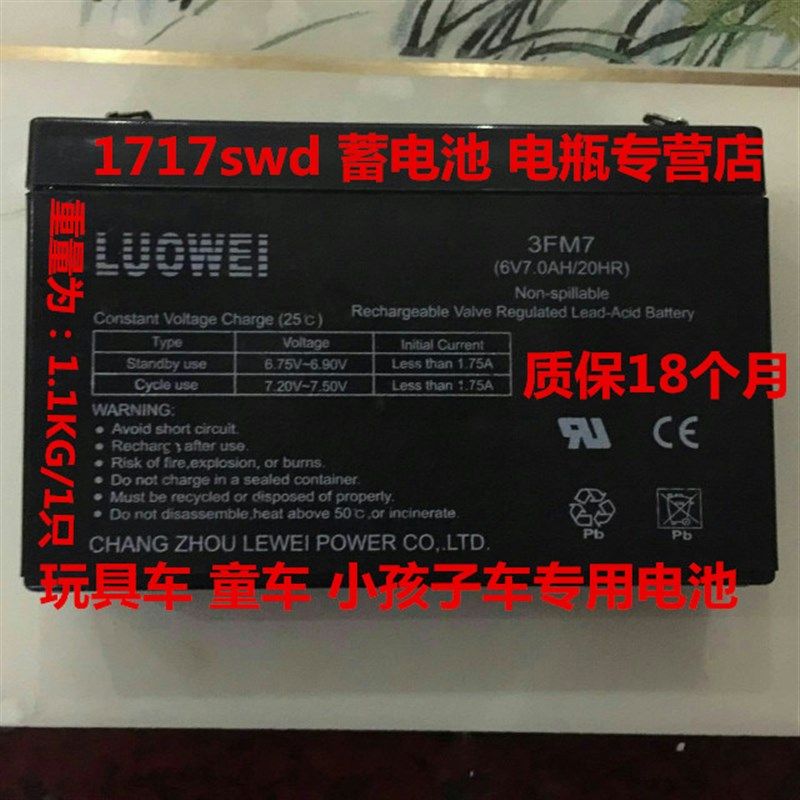 1717swd 蓄电池 电瓶专营店
重量为：1.1KG/1只
LUOWEI
3FM7
(6V7.0AH/20HR)
Non-spillable
Rechargeable Valve Regulated Lead-Acid Battery
Constant Voltage Charge (25℃)
Type Voltage Initial Current
Standby use 6.75V~6.90V Less than 1.75A
Cycle use 7.20V~7.50V Less than 1.75A
质保18个月
WARNING:
Avoid short circuit.
Recharge after use.
Risk of fire,explosion, or burns.
Do not charge in a sealed container.
Must be recycled or disposed of properly.
Do not disassemble,heat above 50℃,or incinerate.
CE
Pb
Pb
CHANG ZHOU LEWEI POWER CO,.LTD.
玩具车 童车 小孩子车专用电池